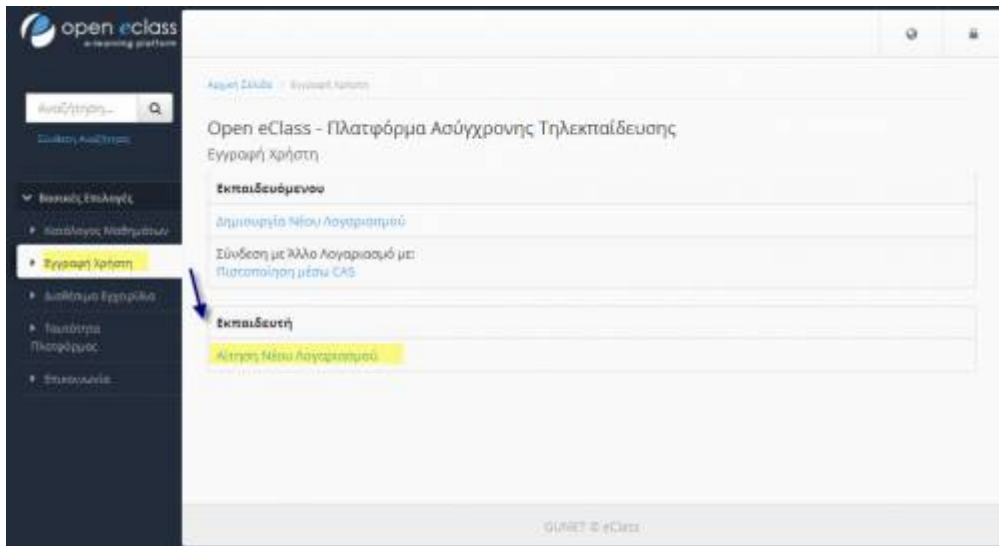 open eclass
e-learning platform
Αρχική Σελίδα / Εγγραφή Χρήστη
Αναζήτηση...
Σύνθετη Αναζήτηση
Open eClass - Πλατφόρμα Ασύγχρονης Τηλεκπαίδευσης
Εγγραφή Χρήστη
Βασικές Επιλογές
Κατάλογος Μαθημάτων
Εγγραφή Χρήστη
Διαθέσιμα Εγχειρίδια
Ταυτότητα
Πλατφόρμας
Επικοινωνία
Εκπαιδευόμενου
Δημιουργία Νέου Λογαριασμού
Σύνδεση με Άλλο Λογαριασμό με:
Πιστοποίηση μέσω CAS
Εκπαιδευτή
Αίτηση Νέου Λογαριασμού
GUNET © eClass